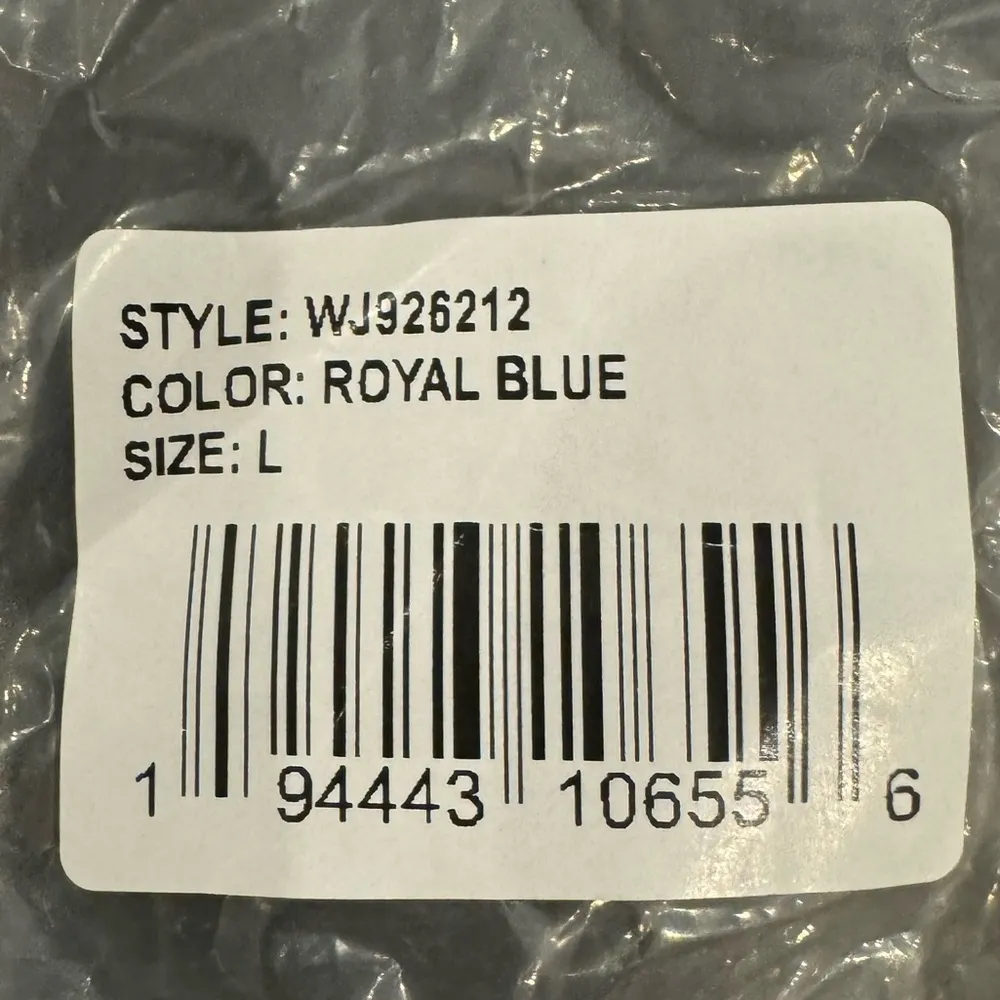 STYLE: WJ926212
COLOR: ROYAL BLUE
SIZE: L
1 94443 10655 6